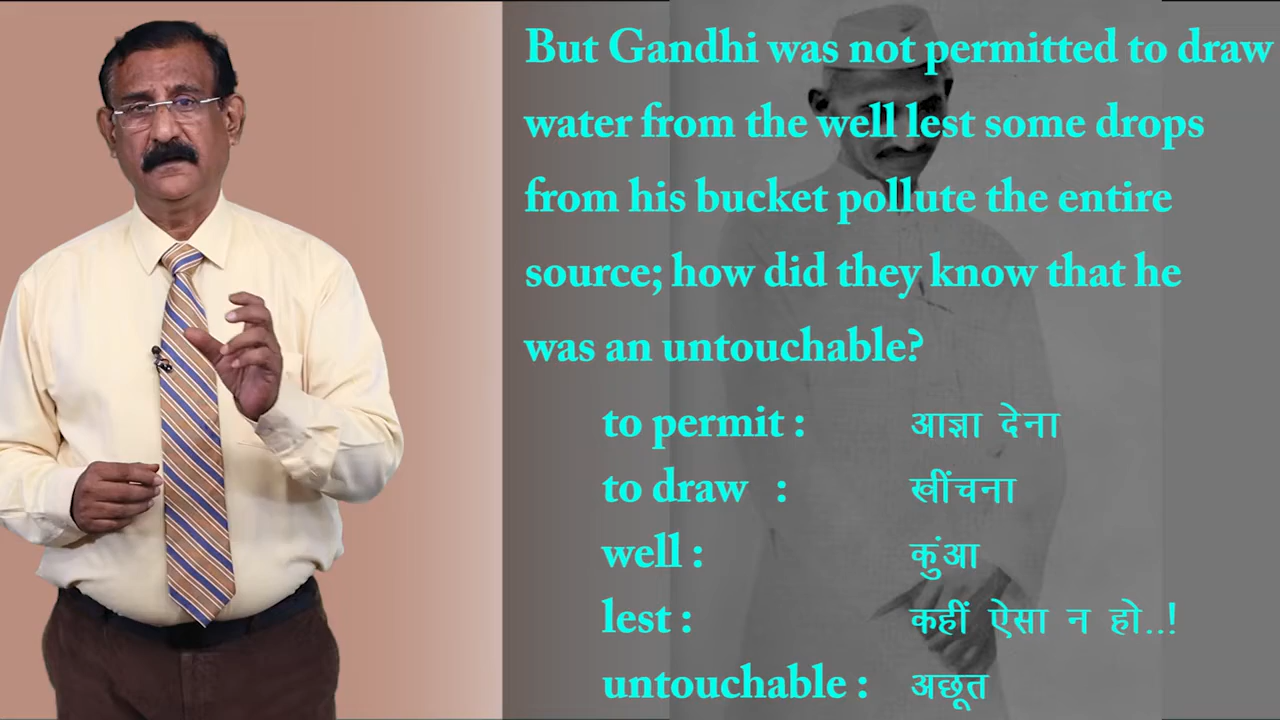 But Gandhi was not permitted to draw
water from the well lest some drops
from his bucket pollute the entire
source; how did they know that he
was an untouchable?
to permit : आज्ञा देना
to draw : खींचना
well : कुंआ
lest : कहीं ऐसा न हो..!
untouchable : अछूत